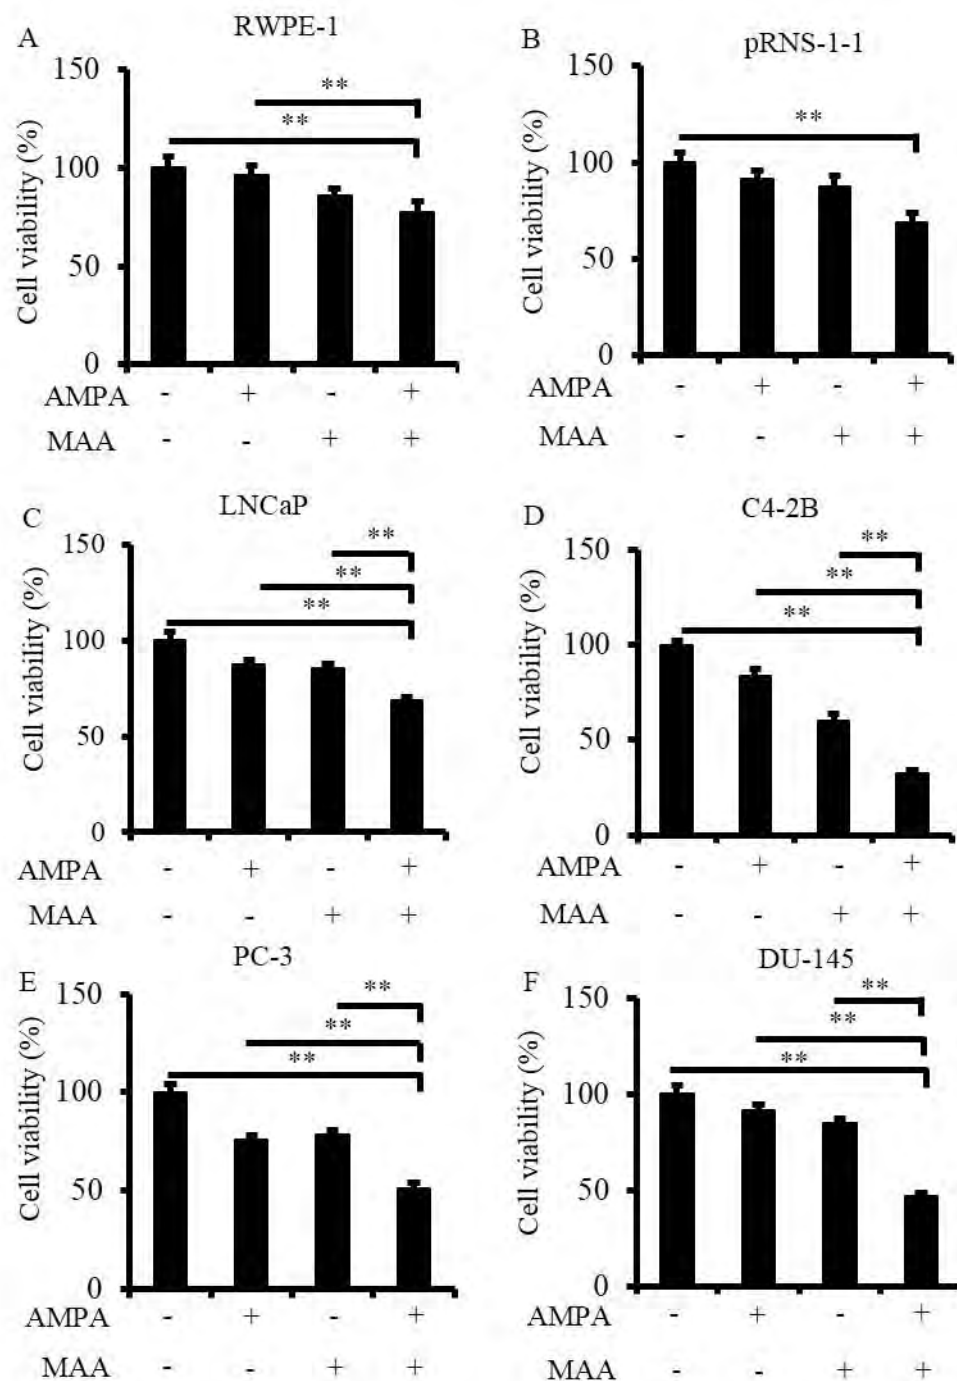 A
RWPE-1
Cell viability (%)
150
100
50
0
**
**
AMPA - + - +
MAA - - + +
B
pRNS-1-1
Cell viability (%)
150
100
50
0
**
AMPA - + - +
MAA - - + +
C
LNCaP
Cell viability (%)
150
100
50
0
**
**
**
AMPA - + - +
MAA - - + +
D
C4-2B
Cell viability (%)
150
100
50
0
**
**
**
AMPA - + - +
MAA - - + +
E
PC-3
Cell viability (%)
150
100
50
0
**
**
**
AMPA - + - +
MAA - - + +
F
DU-145
Cell viability (%)
150
100
50
0
**
**
**
AMPA - + - +
MAA - - + +